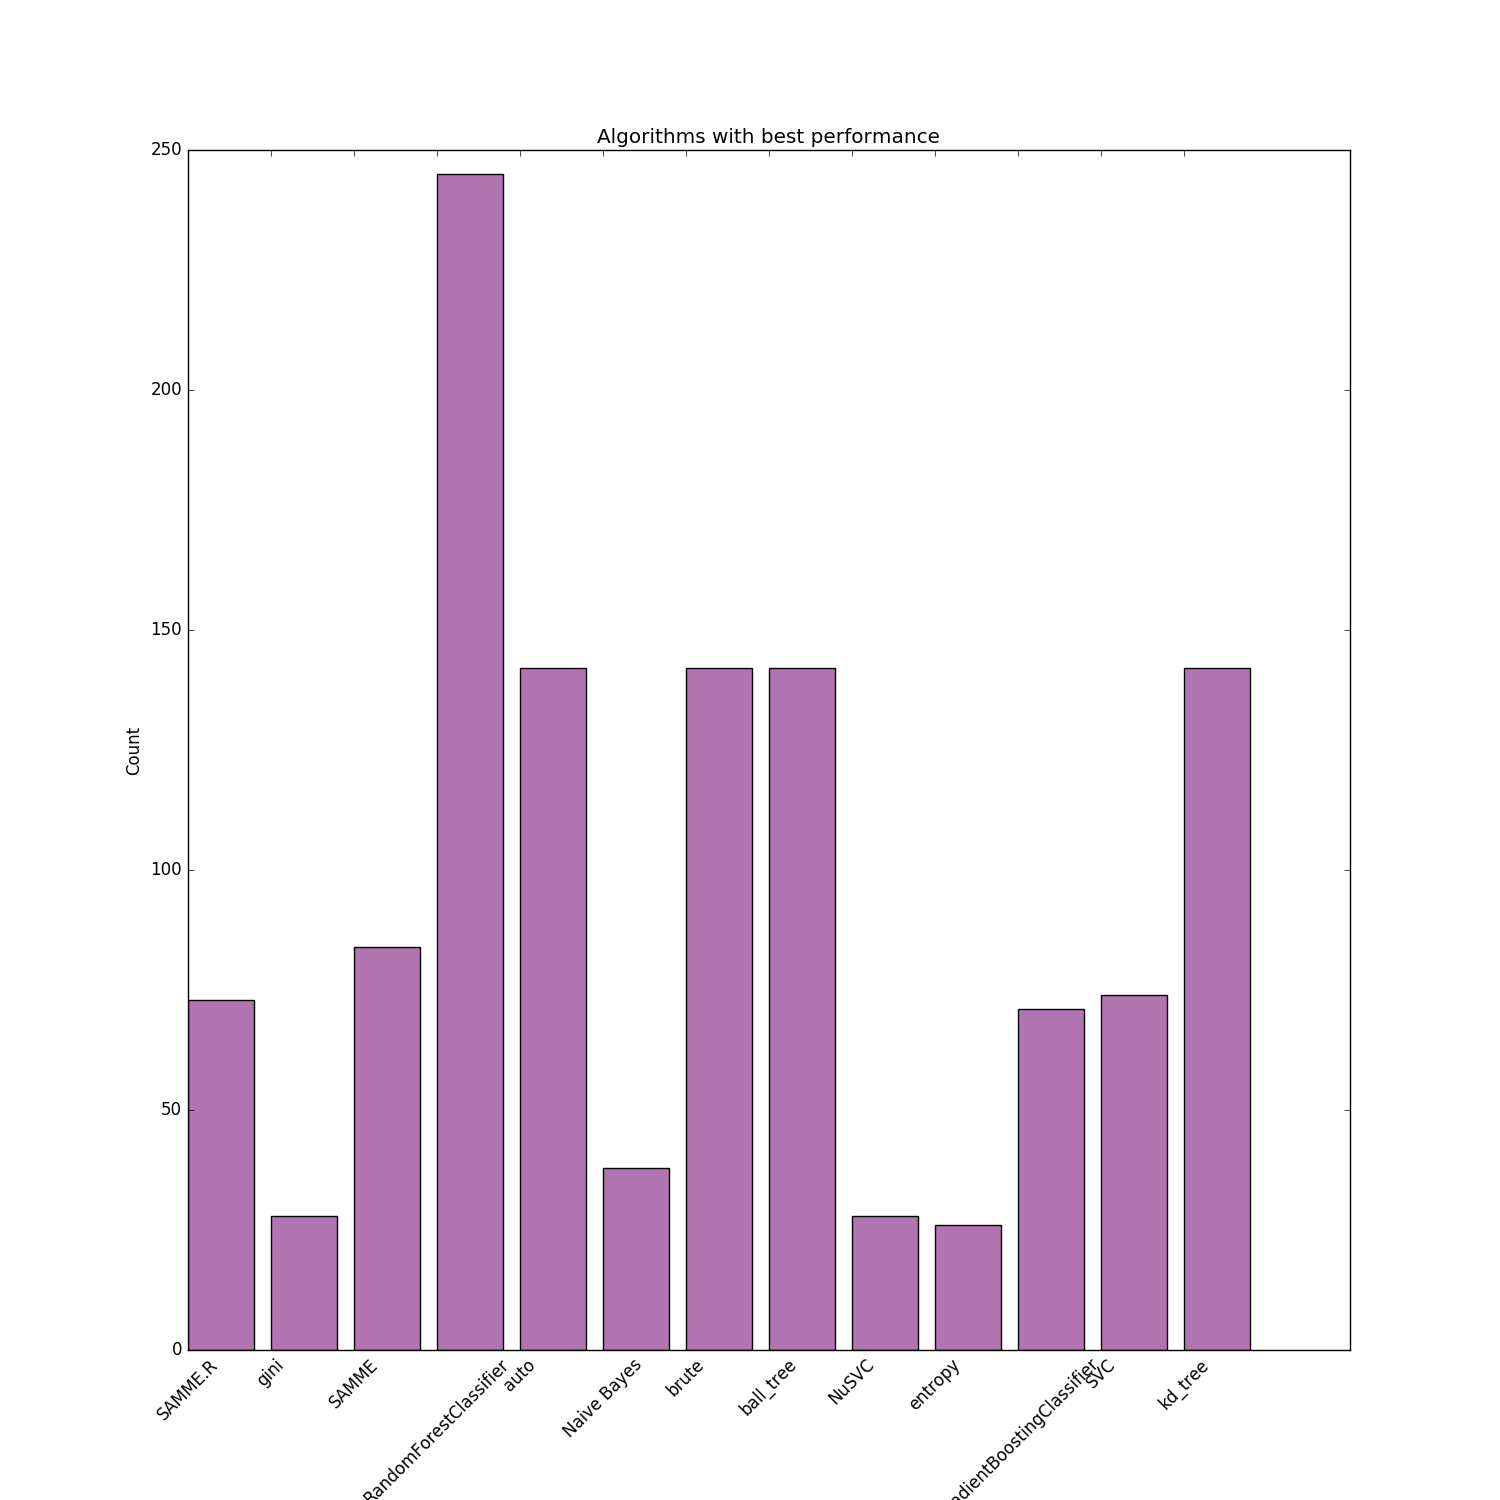 Algorithms with best performance
250
200
150
100
50
0
Count
SAMME.R
gini
SAMME
RandomForestClassifier
auto
Naive Bayes
brute
ball_tree
NuSVC
entropy
edientBoostingClassifier
SVC
kd_tree